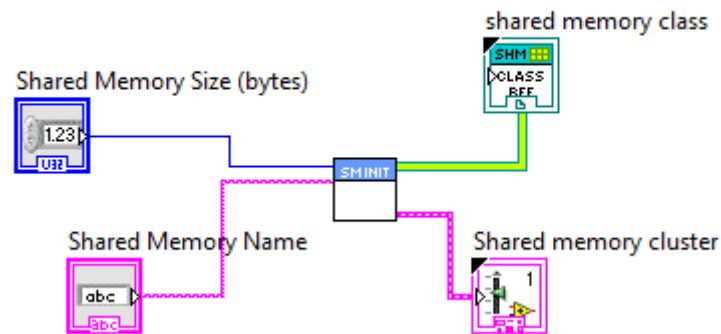 shared memory class
SHM
CLASS
REF
Shared Memory Size (bytes)
1.23
U32
SM INIT
Shared Memory Name
abc
abc
Shared memory cluster
1